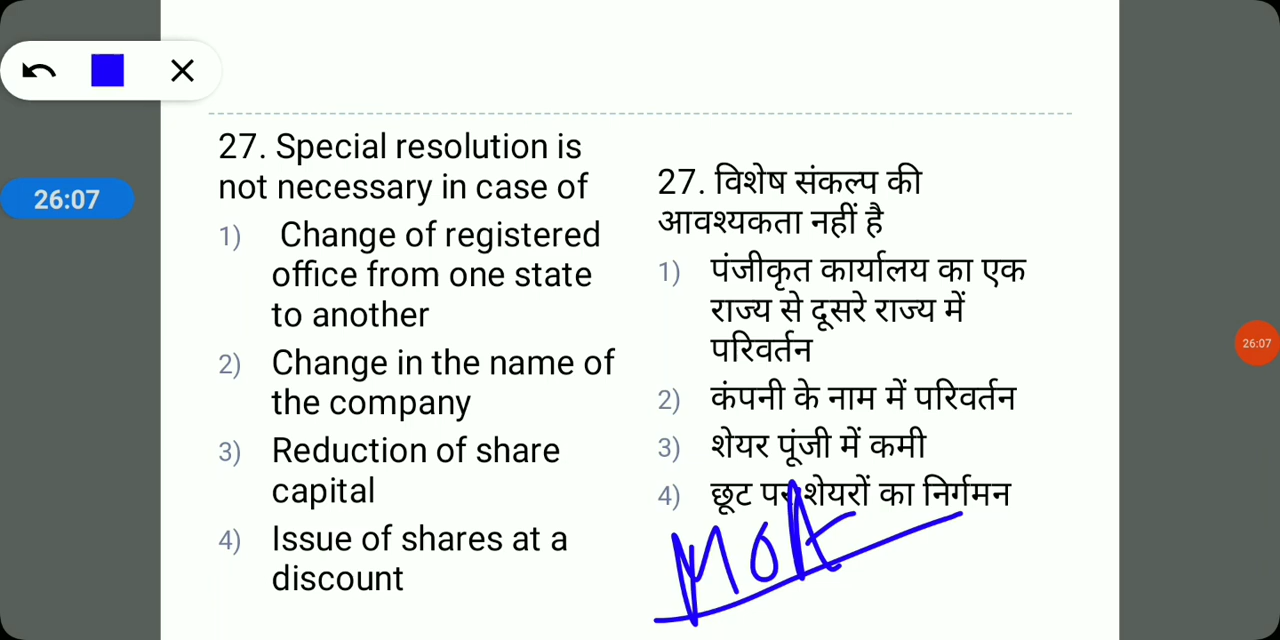 26:07
27. Special resolution is
not necessary in case of
1) Change of registered
office from one state
to another
2) Change in the name of
the company
3) Reduction of share
capital
4) Issue of shares at a
discount
27. विशेष संकल्प की
आवश्यकता नहीं है
1) पंजीकृत कार्यालय का एक
राज्य से दूसरे राज्य में
परिवर्तन
2) कंपनी के नाम में परिवर्तन
3) शेयर पूंजी में कमी
4) छूट पर शेयरों का निर्गमन
MOA
26:07